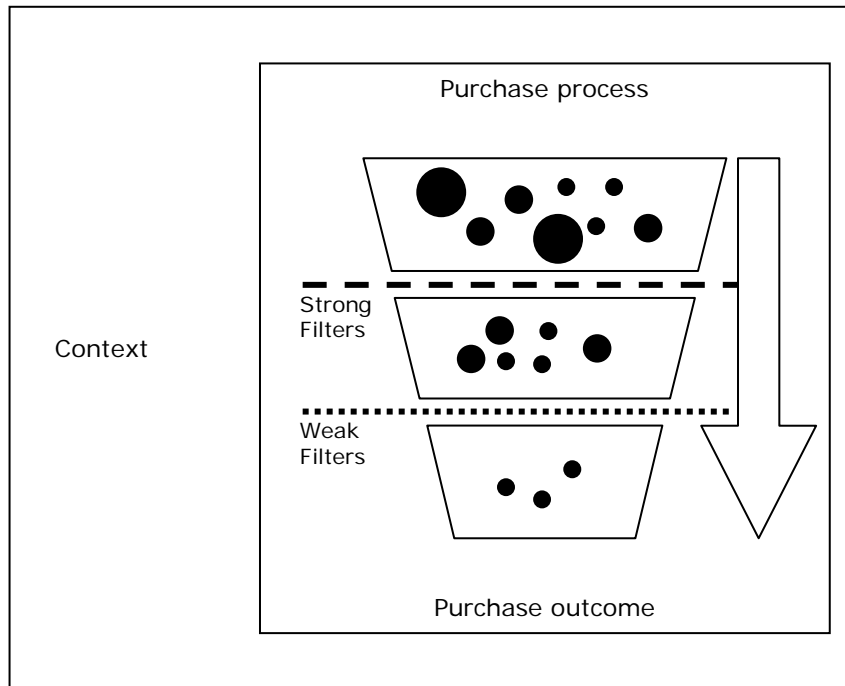 Purchase process
Strong
Filters
Context
Weak
Filters
Purchase outcome